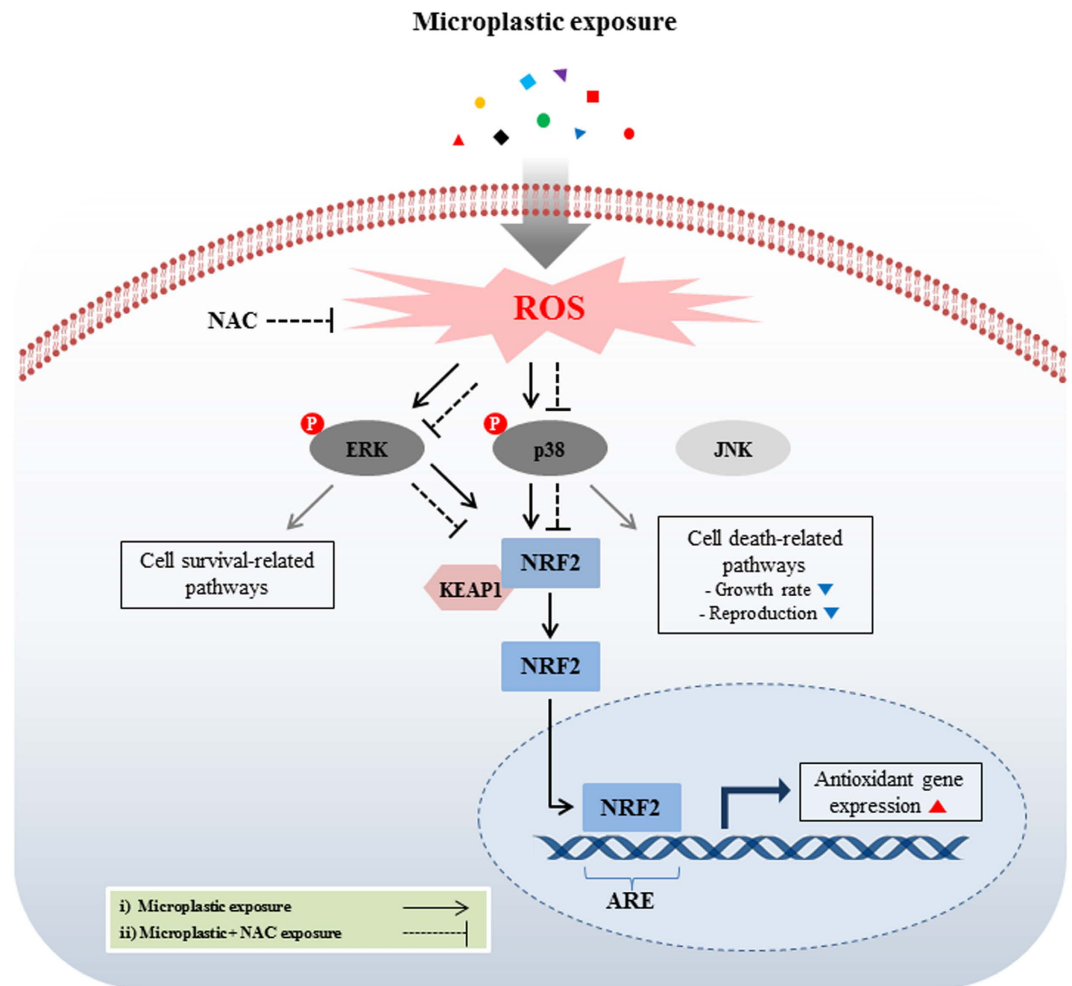 Microplastic exposure
ROS
NAC
P
ERK
P
p38
JNK
Cell survival-related
pathways
Cell death-related
pathways
- Growth rate
- Reproduction
NRF2
KEAP1
NRF2
Antioxidant gene
expression
NRF2
ARE
i) Microplastic exposure
ii) Microplastic+ NAC exposure